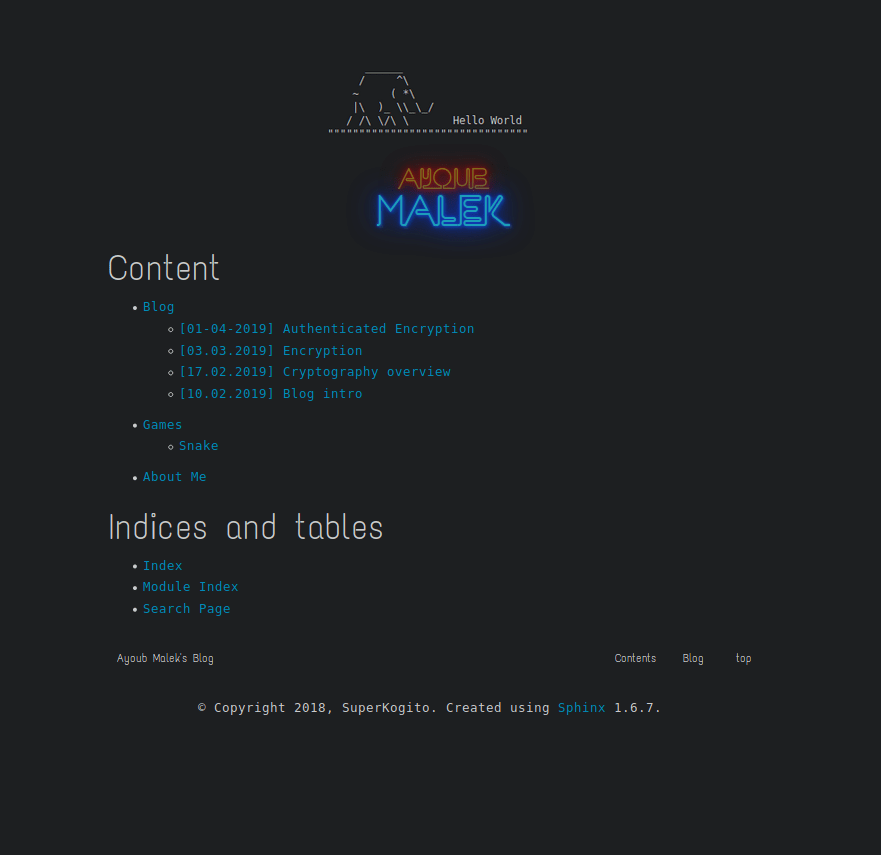 Hello World
AYOUB
MALEK
Content
Blog
[01-04-2019] Authenticated Encryption
[03.03.2019] Encryption
[17.02.2019] Cryptography overview
[10.02.2019] Blog intro
Games
Snake
About Me
Indices and tables
Index
Module Index
Search Page
Ayoub Malek's Blog Contents Blog top
© Copyright 2018, SuperKogito. Created using Sphinx 1.6.7.